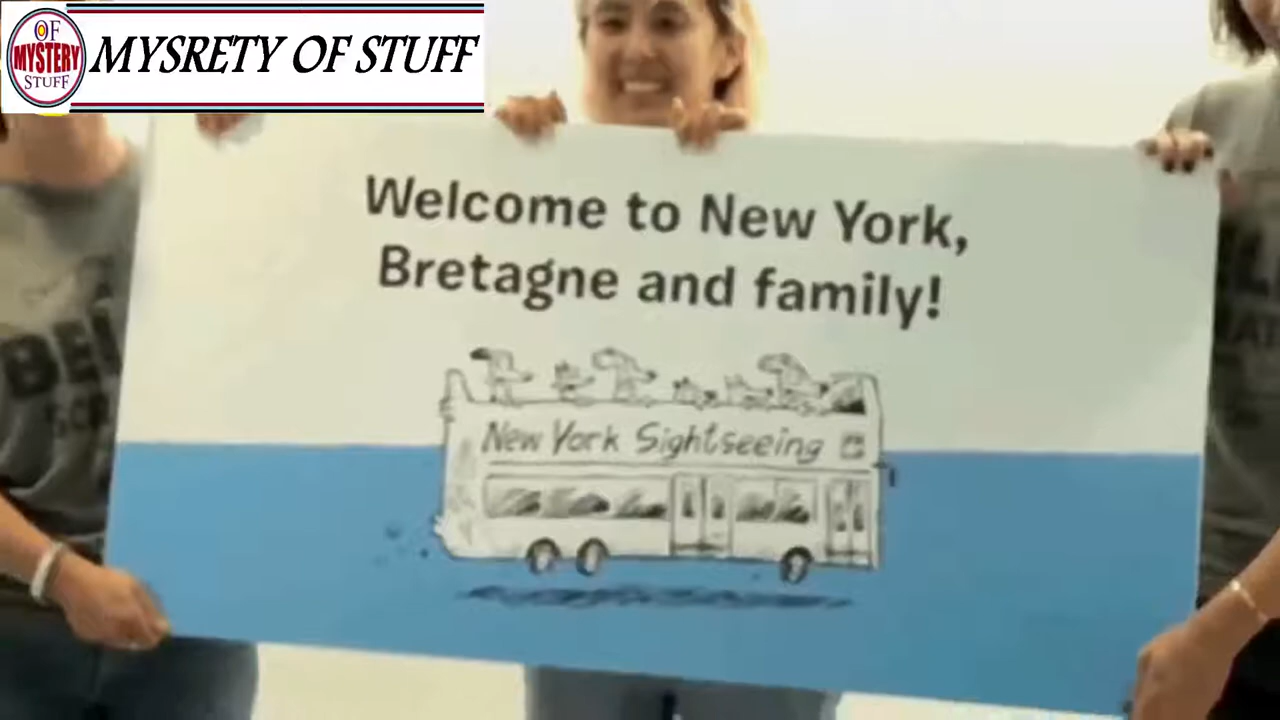 OF
MYSTERY
STUFF
MYSRETY OF STUFF
Welcome to New York,
Bretagne and family!
New York Sightseeing